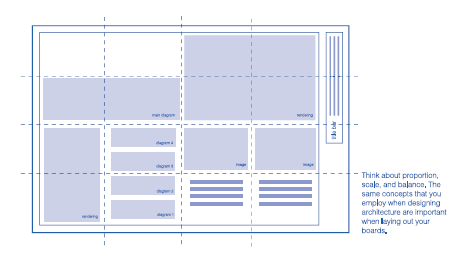 main diagram
rendering
title bar
diagram 4
diagram 3
image
image
diagram 2
diagram 1
rendering
Think about proportion,
scale, and balance. The
same concepts that you
employ when designing
architecture are important
when laying out your
boards.